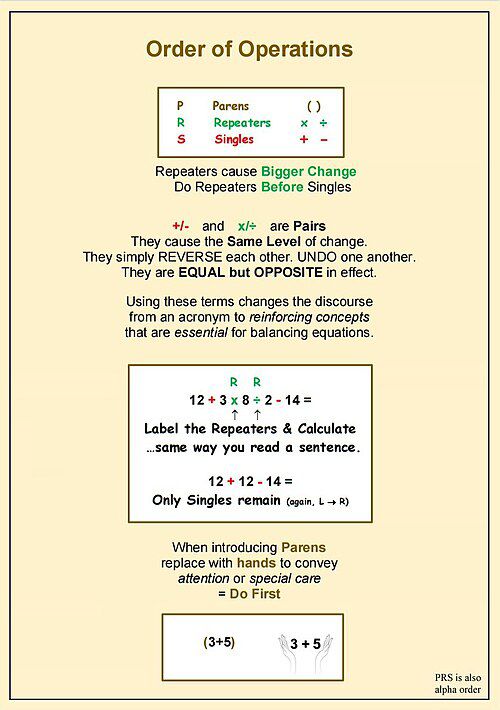 Order of Operations
P Parens ( )
R Repeaters x ÷
S Singles + −
Repeaters cause Bigger Change
Do Repeaters Before Singles
+/- and x/÷ are Pairs
They cause the Same Level of change.
They simply REVERSE each other. UNDO one another.
They are EQUAL but OPPOSITE in effect.
Using these terms changes the discourse
from an acronym to reinforcing concepts
that are essential for balancing equations.
R R
12 + 3 x 8 ÷ 2 - 14 =
↑ ↑
Label the Repeaters & Calculate
…same way you read a sentence.
12 + 12 - 14 =
Only Singles remain (again, L → R)
When introducing Parens
replace with hands to convey
attention or special care
= Do First
(3+5) 3 + 5
PRS is also
alpha order